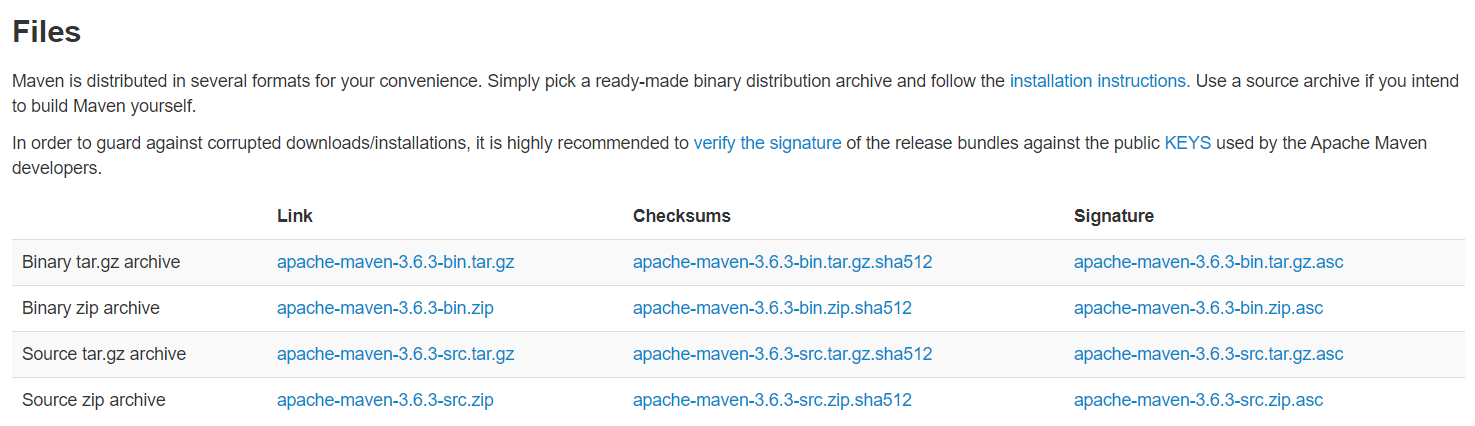 Files
Maven is distributed in several formats for your convenience. Simply pick a ready-made binary distribution archive and follow the installation instructions. Use a source archive if you intend
to build Maven yourself.
In order to guard against corrupted downloads/installations, it is highly recommended to verify the signature of the release bundles against the public KEYS used by the Apache Maven
developers.
Link Checksums Signature
Binary tar.gz archive apache-maven-3.6.3-bin.tar.gz apache-maven-3.6.3-bin.tar.gz.sha512 apache-maven-3.6.3-bin.tar.gz.asc
Binary zip archive apache-maven-3.6.3-bin.zip apache-maven-3.6.3-bin.zip.sha512 apache-maven-3.6.3-bin.zip.asc
Source tar.gz archive apache-maven-3.6.3-src.tar.gz apache-maven-3.6.3-src.tar.gz.sha512 apache-maven-3.6.3-src.tar.gz.asc
Source zip archive apache-maven-3.6.3-src.zip apache-maven-3.6.3-src.zip.sha512 apache-maven-3.6.3-src.zip.asc